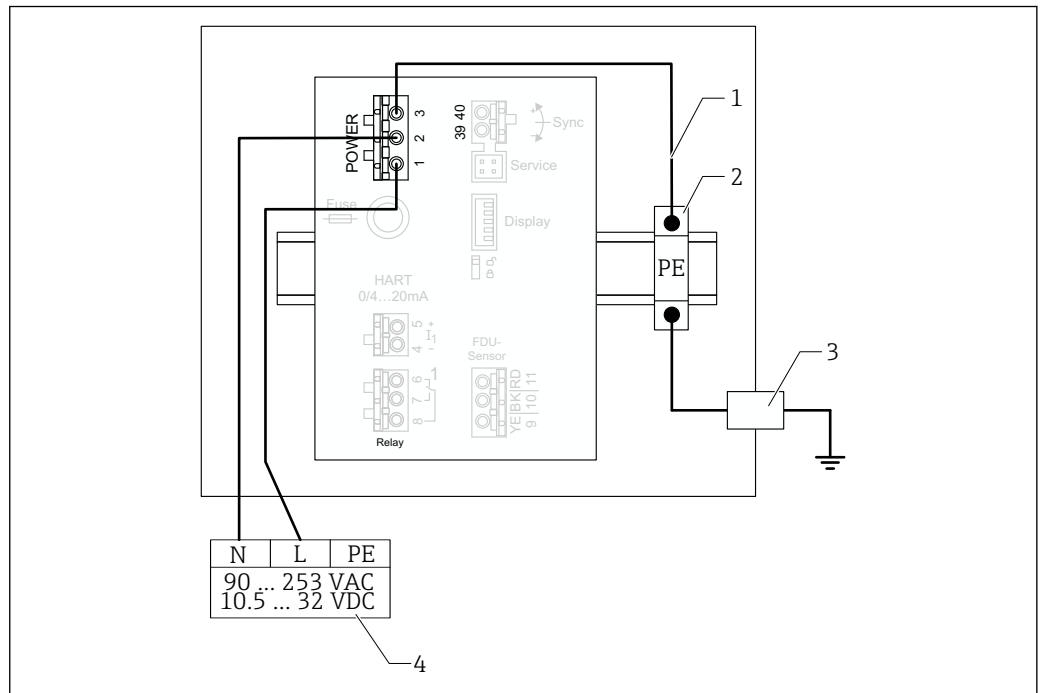 1
POWER
1 2 3
39 40
Sync
Service
2
Fuse
Display
PE
HART
0/4...20mA
5 +
I1
4 -
FDU-
Sensor
3
6 1
7
8
YE|BK|RD
9 |10| 11
Relay
N L PE
90 ... 253 VAC
10.5 ... 32 VDC
4